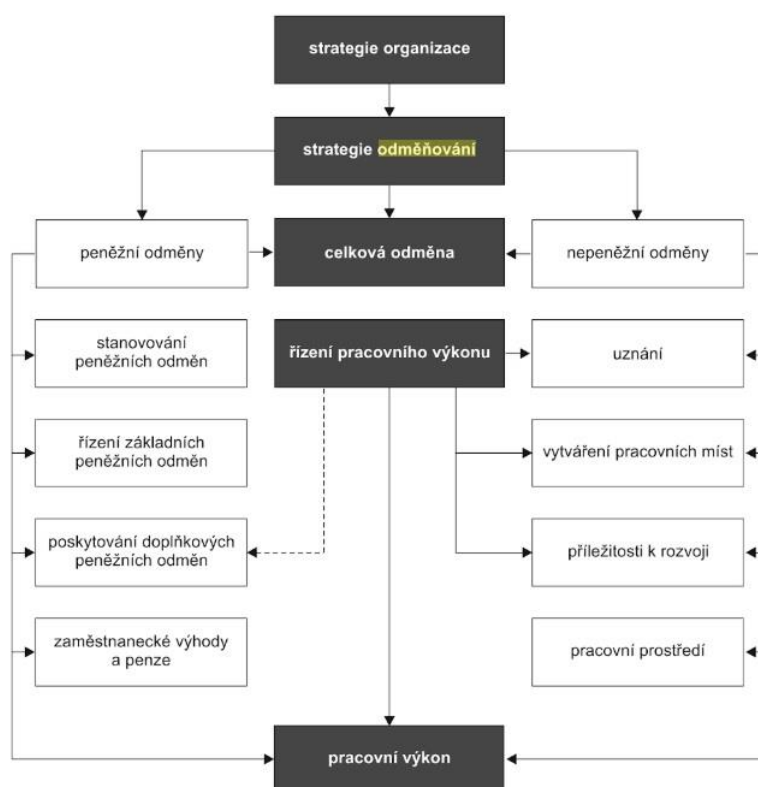 strategie organizace
strategie odměňování
peněžní odměny
celková odměna
nepeněžní odměny
stanovování
peněžních odměn
řízení pracovního výkonu
uznání
řízení základních
peněžních odměn
vytváření pracovních míst
poskytování doplňkových
peněžních odměn
příležitosti k rozvoji
zaměstnanecké výhody
a penze
pracovní prostředí
pracovní výkon